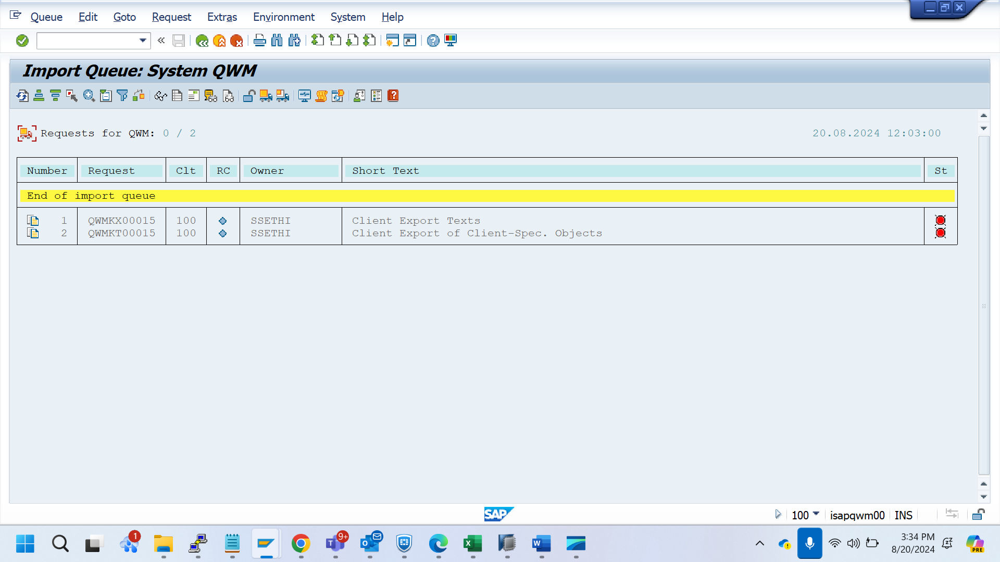 Queue Edit Goto Request Extras Environment System Help
Import Queue: System QWM
Requests for QWM: 0 / 2 20.08.2024 12:03:00
Number Request Clt RC Owner Short Text St
End of import queue
1 QWMKX00015 100 SSETHI Client Export Texts
2 QWMKT00015 100 SSETHI Client Export of Client-Spec. Objects
SAP 100 isapqwm00 INS
1 9+ 3:34 PM
8/20/2024
PRE